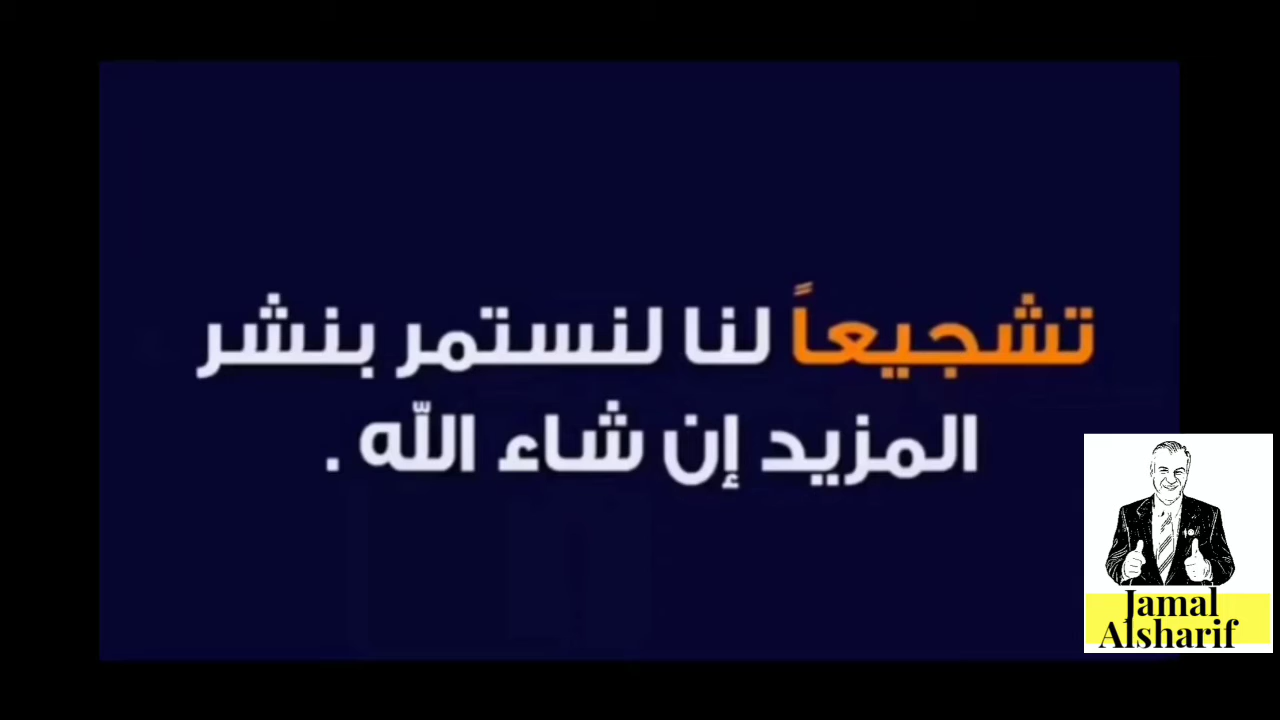 تشجيعاً لنا لنستمر بنشر
المزيد إن شاء الله .
Jamal
Alsharif